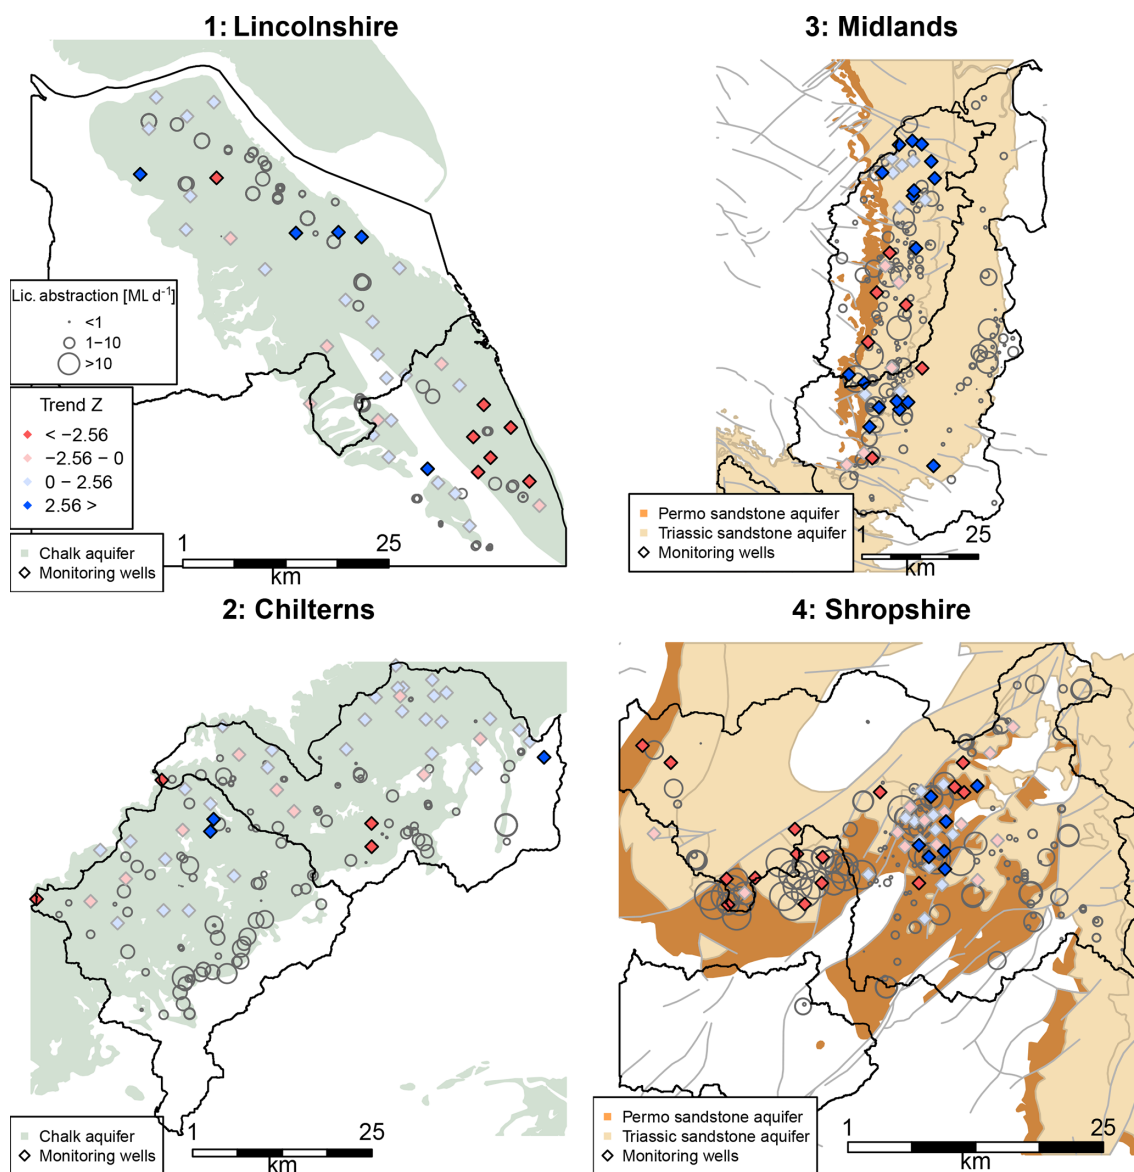 1: Lincolnshire
Lic. abstraction [ML d⁻¹]
<1
1–10
>10
Trend Z
< −2.56
−2.56 – 0
0 – 2.56
2.56 >
Chalk aquifer
Monitoring wells
1 25
km
3: Midlands
Permo sandstone aquifer
Triassic sandstone aquifer
Monitoring wells
1 25
km
2: Chilterns
Chalk aquifer
Monitoring wells
1 25
km
4: Shropshire
Permo sandstone aquifer
Triassic sandstone aquifer
Monitoring wells
1 25
km